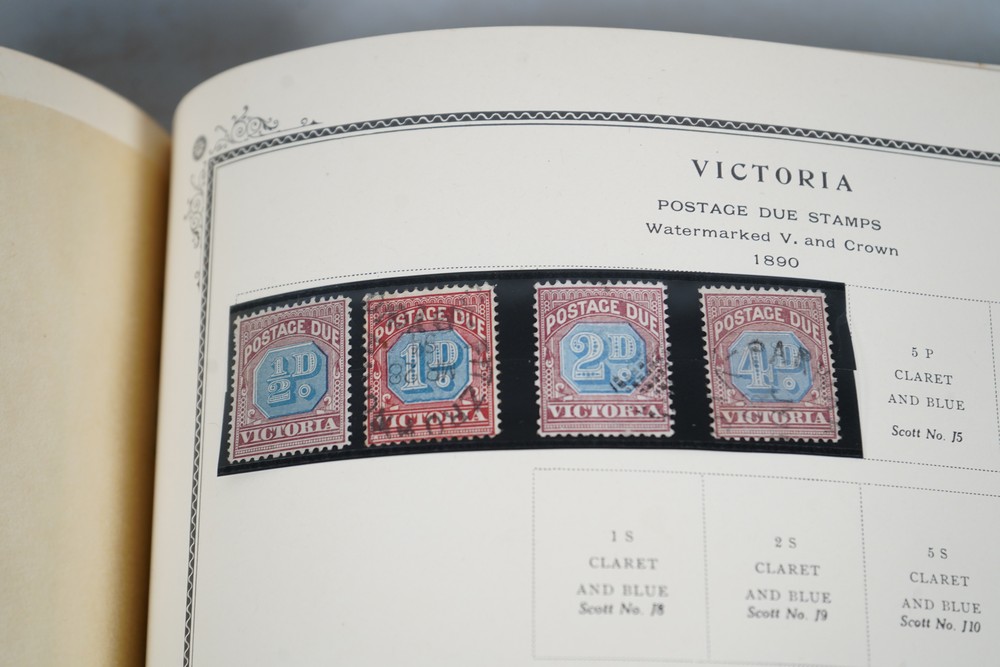 VICTORIA
POSTAGE DUE STAMPS
Watermarked V. and Crown
1890
POSTAGE DUE
½D.
VICTORIA
POSTAGE DUE
1D.
VICTORIA
POSTAGE DUE
2D.
VICTORIA
POSTAGE DUE
4D.
VICTORIA
5 P
CLARET
AND BLUE
Scott No. J5
1 S
CLARET
AND BLUE
Scott No. J8
2 S
CLARET
AND BLUE
Scott No. J9
5 S
CLARET
AND BLUE
Scott No. J10